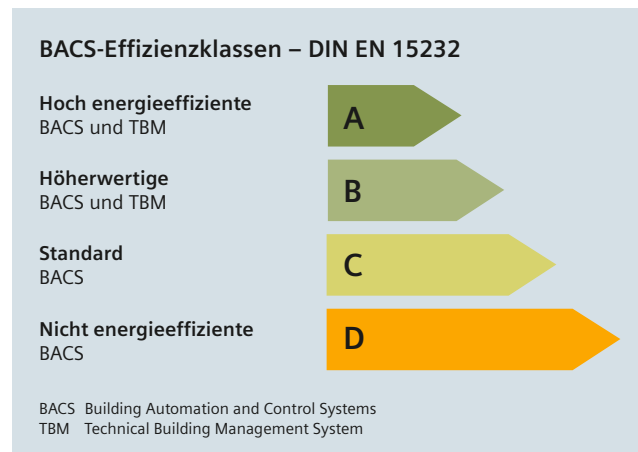 BACS-Effizienzklassen – DIN EN 15232
Hoch energieeffiziente
BACS und TBM
A
Höherwertige
BACS und TBM
B
Standard
BACS
C
Nicht energieeffiziente
BACS
D
BACS Building Automation and Control Systems
TBM Technical Building Management System